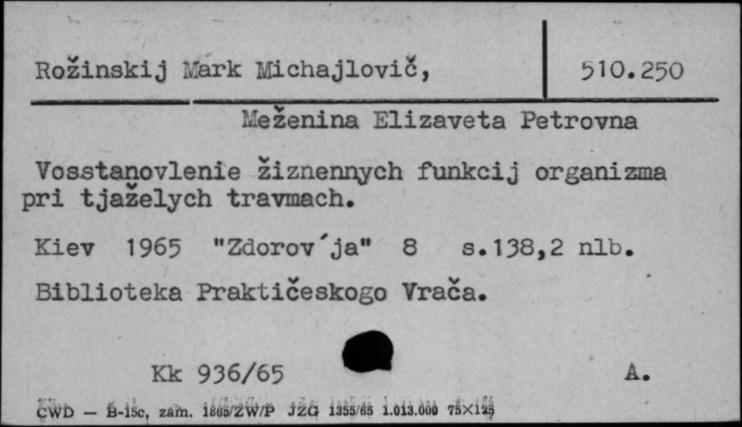 Rožinskij Mark Michajlovič,
510.250
Meženina Elizaveta Petrovna
Vosstanovlenie žiznennych funkcij organizma
pri tjaželych travmach.
Kiev 1965 "Zdorov´ja" 8 s.138,2 nlb.
Biblioteka Praktičeskogo Vrača.
Kk 936/65
A.
CWD — B-15c, zam. 1865/ZW/P JZG 1355/65 1.013.000 75×125